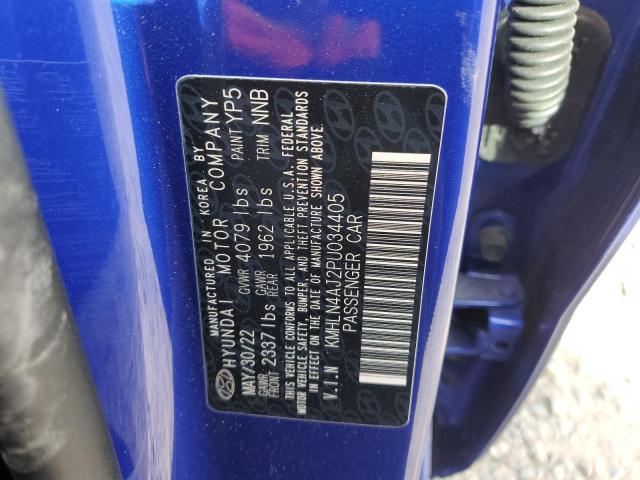 MANUFACTURED IN KOREA, BY
HYUNDAI MOTOR COMPANY
MAY/30/22 GVWR 4079 lbs PAINT YP5
GAWR FRONT 2337 lbs GAWR REAR 1962 lbs TRIM NNB
THIS VEHICLE CONFORMS TO ALL APPLICABLE U.S.A. FEDERAL
MOTOR VEHICLE SAFETY, BUMPER, AND THEFT PREVENTION STANDARDS
IN EFFECT ON THE DATE OF MANUFACTURE SHOWN ABOVE.
V.I.N KMHLN4AJ2PU034405
PASSENGER CAR